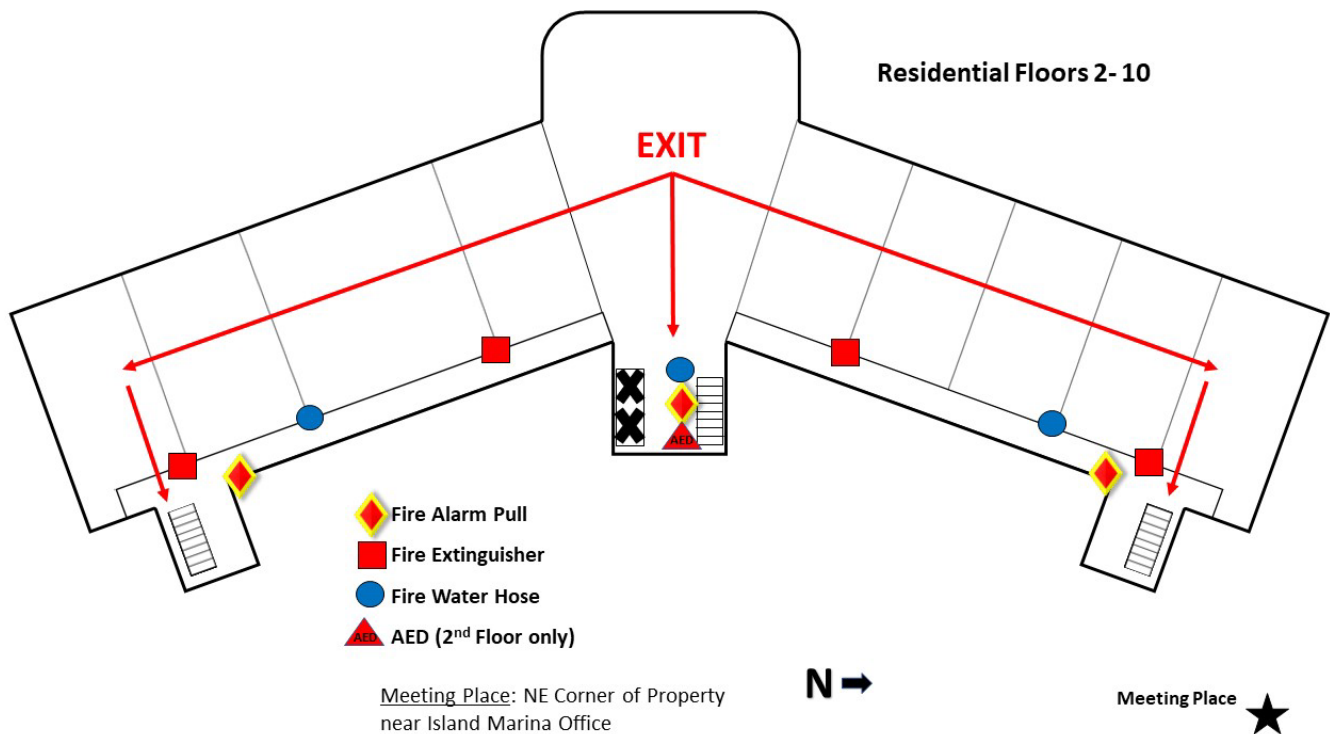 Residential Floors 2- 10
EXIT
AED
Fire Alarm Pull
Fire Extinguisher
Fire Water Hose
AED
AED (2nd Floor only)
Meeting Place: NE Corner of Property
near Island Marina Office
N
Meeting Place